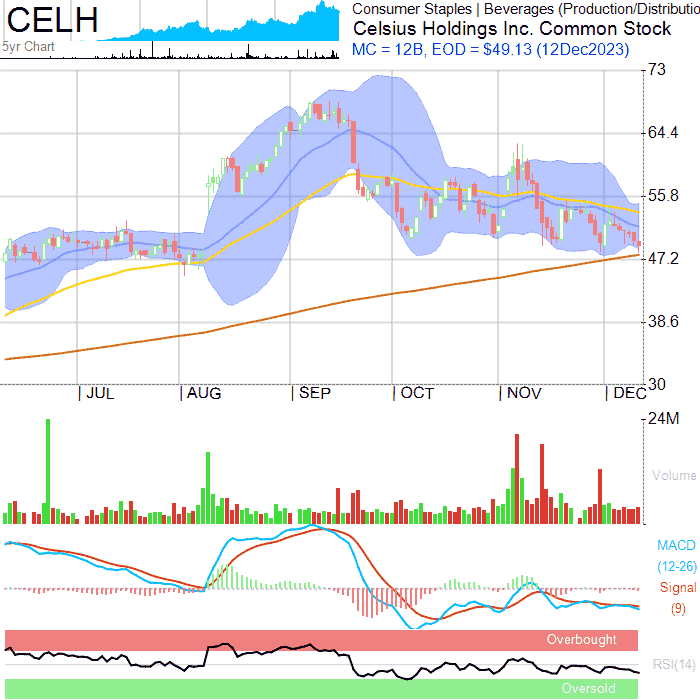 CELH
5yr Chart
Consumer Staples | Beverages (Production/Distributio
Celsius Holdings Inc. Common Stock
MC = 12B, EOD = $49.13 (12Dec2023)
73
64.4
55.8
47.2
38.6
30
| JUL | AUG | SEP | OCT | NOV | DEC
24M
Volume
MACD
(12-26)
Signal
(9)
Overbought
RSI(14)
Oversold